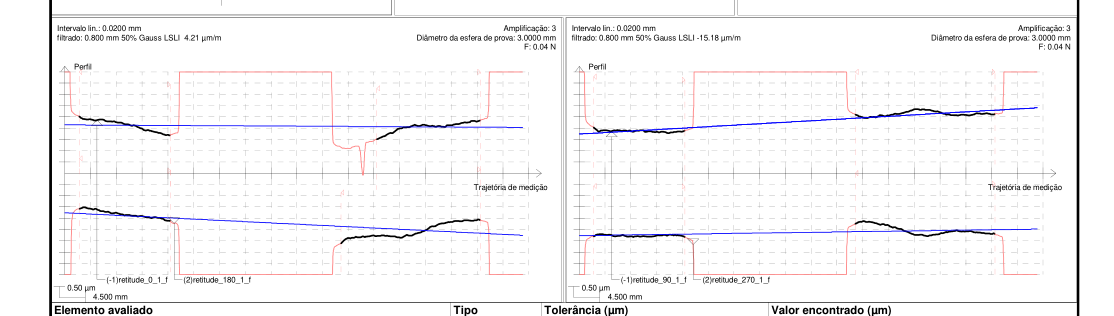 Intervalo lin.: 0.0200 mm
Amplificação: 3
filtrado: 0.800 mm 50% Gauss LSLI 4.21 µm/m
Diâmetro da esfera de prova: 3.0000 mm
F: 0.04 N
Perfil
Trajetória de medição
(-1)retitude_0_1_f
(2)retitude_180_1_f
0.50 µm
4.500 mm
Intervalo lin.: 0.0200 mm
Amplificação: 3
filtrado: 0.800 mm 50% Gauss LSLI -15.18 µm/m
Diâmetro da esfera de prova: 3.0000 mm
F: 0.04 N
Perfil
Trajetória de medição
(-1)retitude_90_1_f
(2)retitude_270_1_f
0.50 µm
4.500 mm
Elemento avaliado
Tipo
Tolerância (µm)
Valor encontrado (µm)